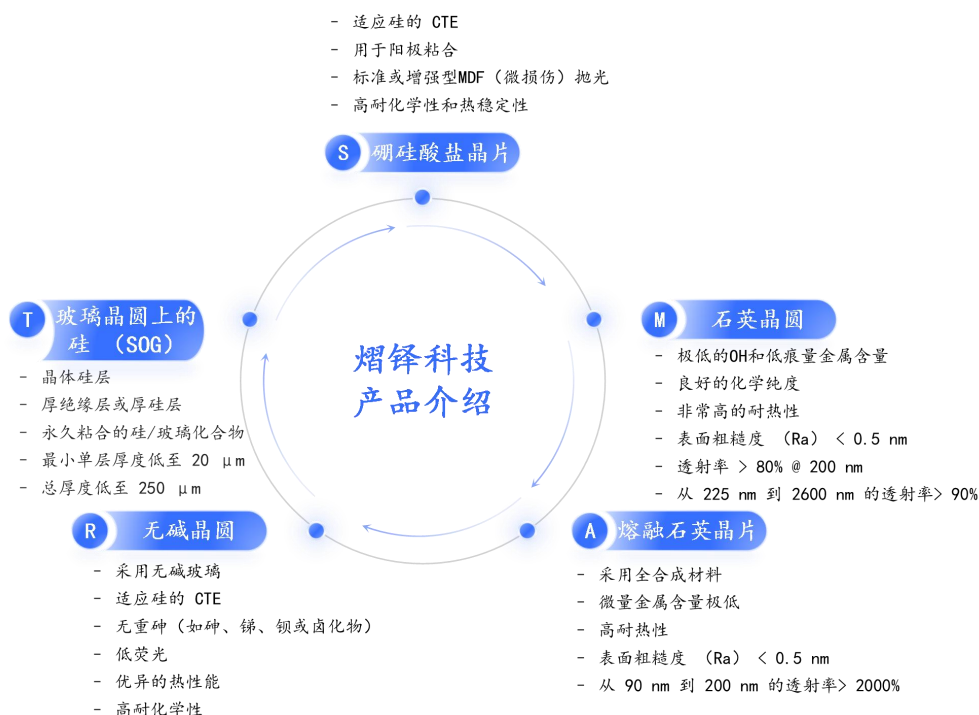 - 适应硅的 CTE
- 用于阳极粘合
- 标准或增强型MDF（微损伤）抛光
- 高耐化学性和热稳定性
S 硼硅酸盐晶片
T 玻璃晶圆上的
硅 （SOG）
- 晶体硅层
- 厚绝缘层或厚硅层
- 永久粘合的硅/玻璃化合物
- 最小单层厚度低至 20 μm
- 总厚度低至 250 μm
熠铎科技
产品介绍
M 石英晶圆
- 极低的OH和低痕量金属含量
- 良好的化学纯度
- 非常高的耐热性
- 表面粗糙度 （Ra） < 0.5 nm
- 透射率 > 80% @ 200 nm
- 从 225 nm 到 2600 nm 的透射率> 90%
R 无碱晶圆
- 采用无碱玻璃
- 适应硅的 CTE
- 无重砷（如砷、锑、钡或卤化物）
- 低荧光
- 优异的热性能
- 高耐化学性
A 熔融石英晶片
- 采用全合成材料
- 微量金属含量极低
- 高耐热性
- 表面粗糙度 （Ra） < 0.5 nm
- 从 90 nm 到 200 nm 的透射率> 2000%